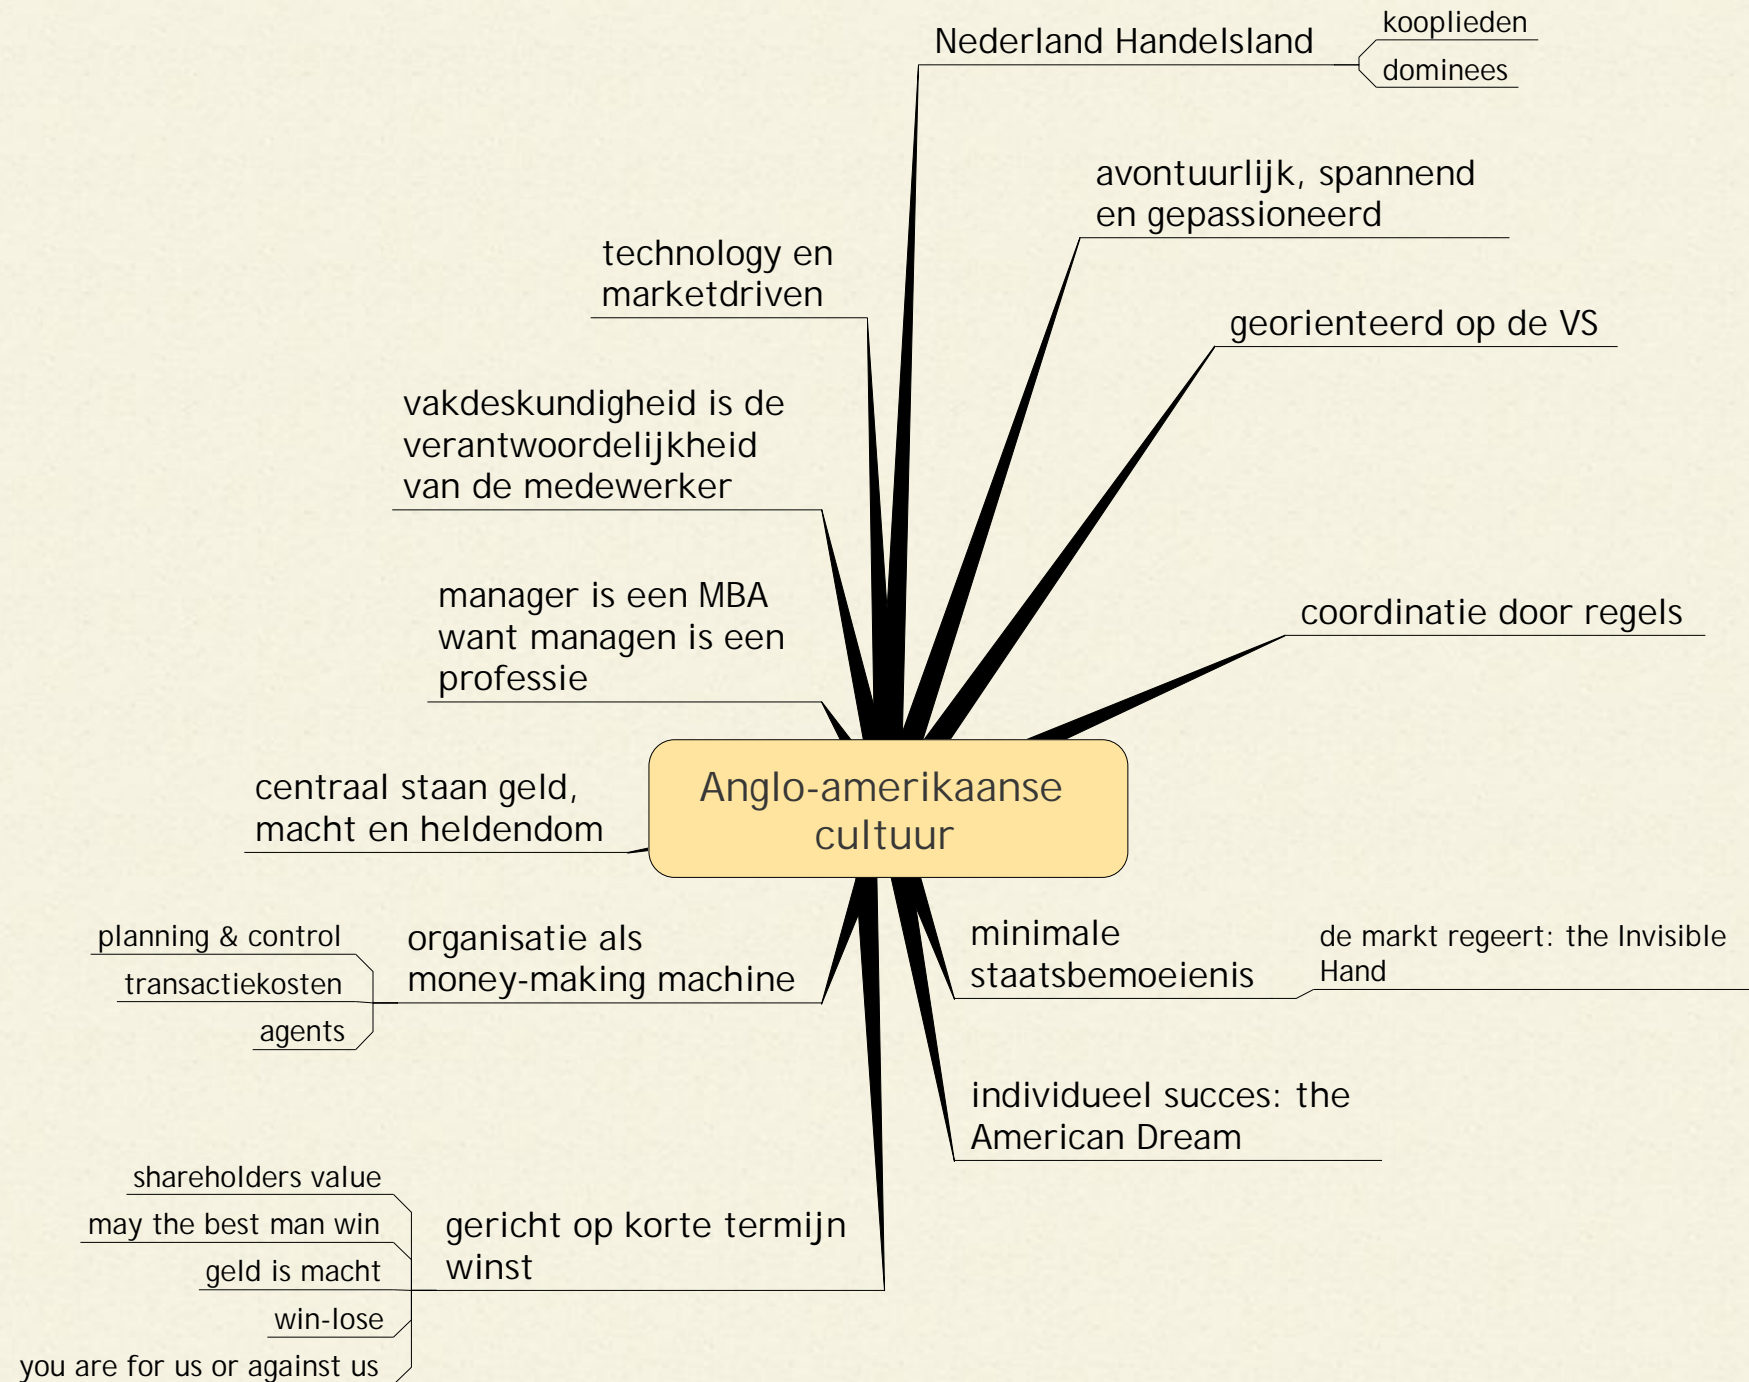 Nederland Handelsland
kooplieden
dominees
avontuurlijk, spannend
en gepassioneerd
georienteerd op de VS
coordinatie door regels
technology en
marketdriven
vakdeskundigheid is de
verantwoordelijkheid
van de medewerker
manager is een MBA
want managen is een
professie
centraal staan geld,
macht en heldendom
Anglo-amerikaanse
cultuur
organisatie als
money-making machine
planning & control
transactiekosten
agents
minimale
staatsbemoeienis
de markt regeert: the Invisible
Hand
individueel succes: the
American Dream
gericht op korte termijn
winst
shareholders value
may the best man win
geld is macht
win-lose
you are for us or against us